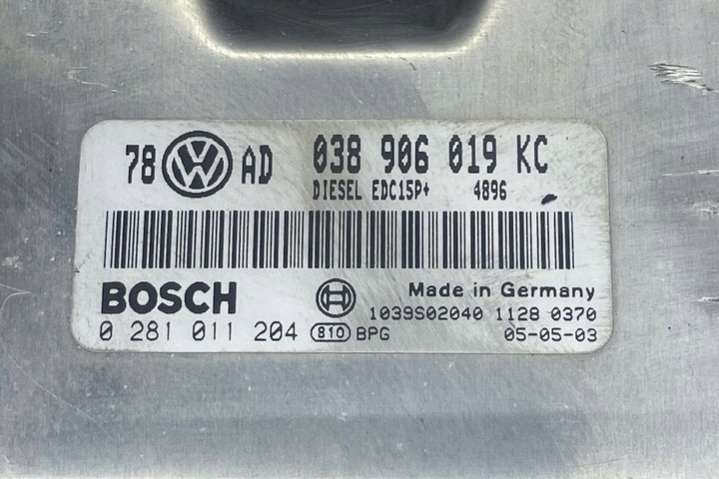 78 VW AD 038 906 019 KC
DIESEL EDC15P+ 4896
BOSCH Made in Germany
1039S02040 1128 0370
0 281 011 204 810 BPG 05-05-03